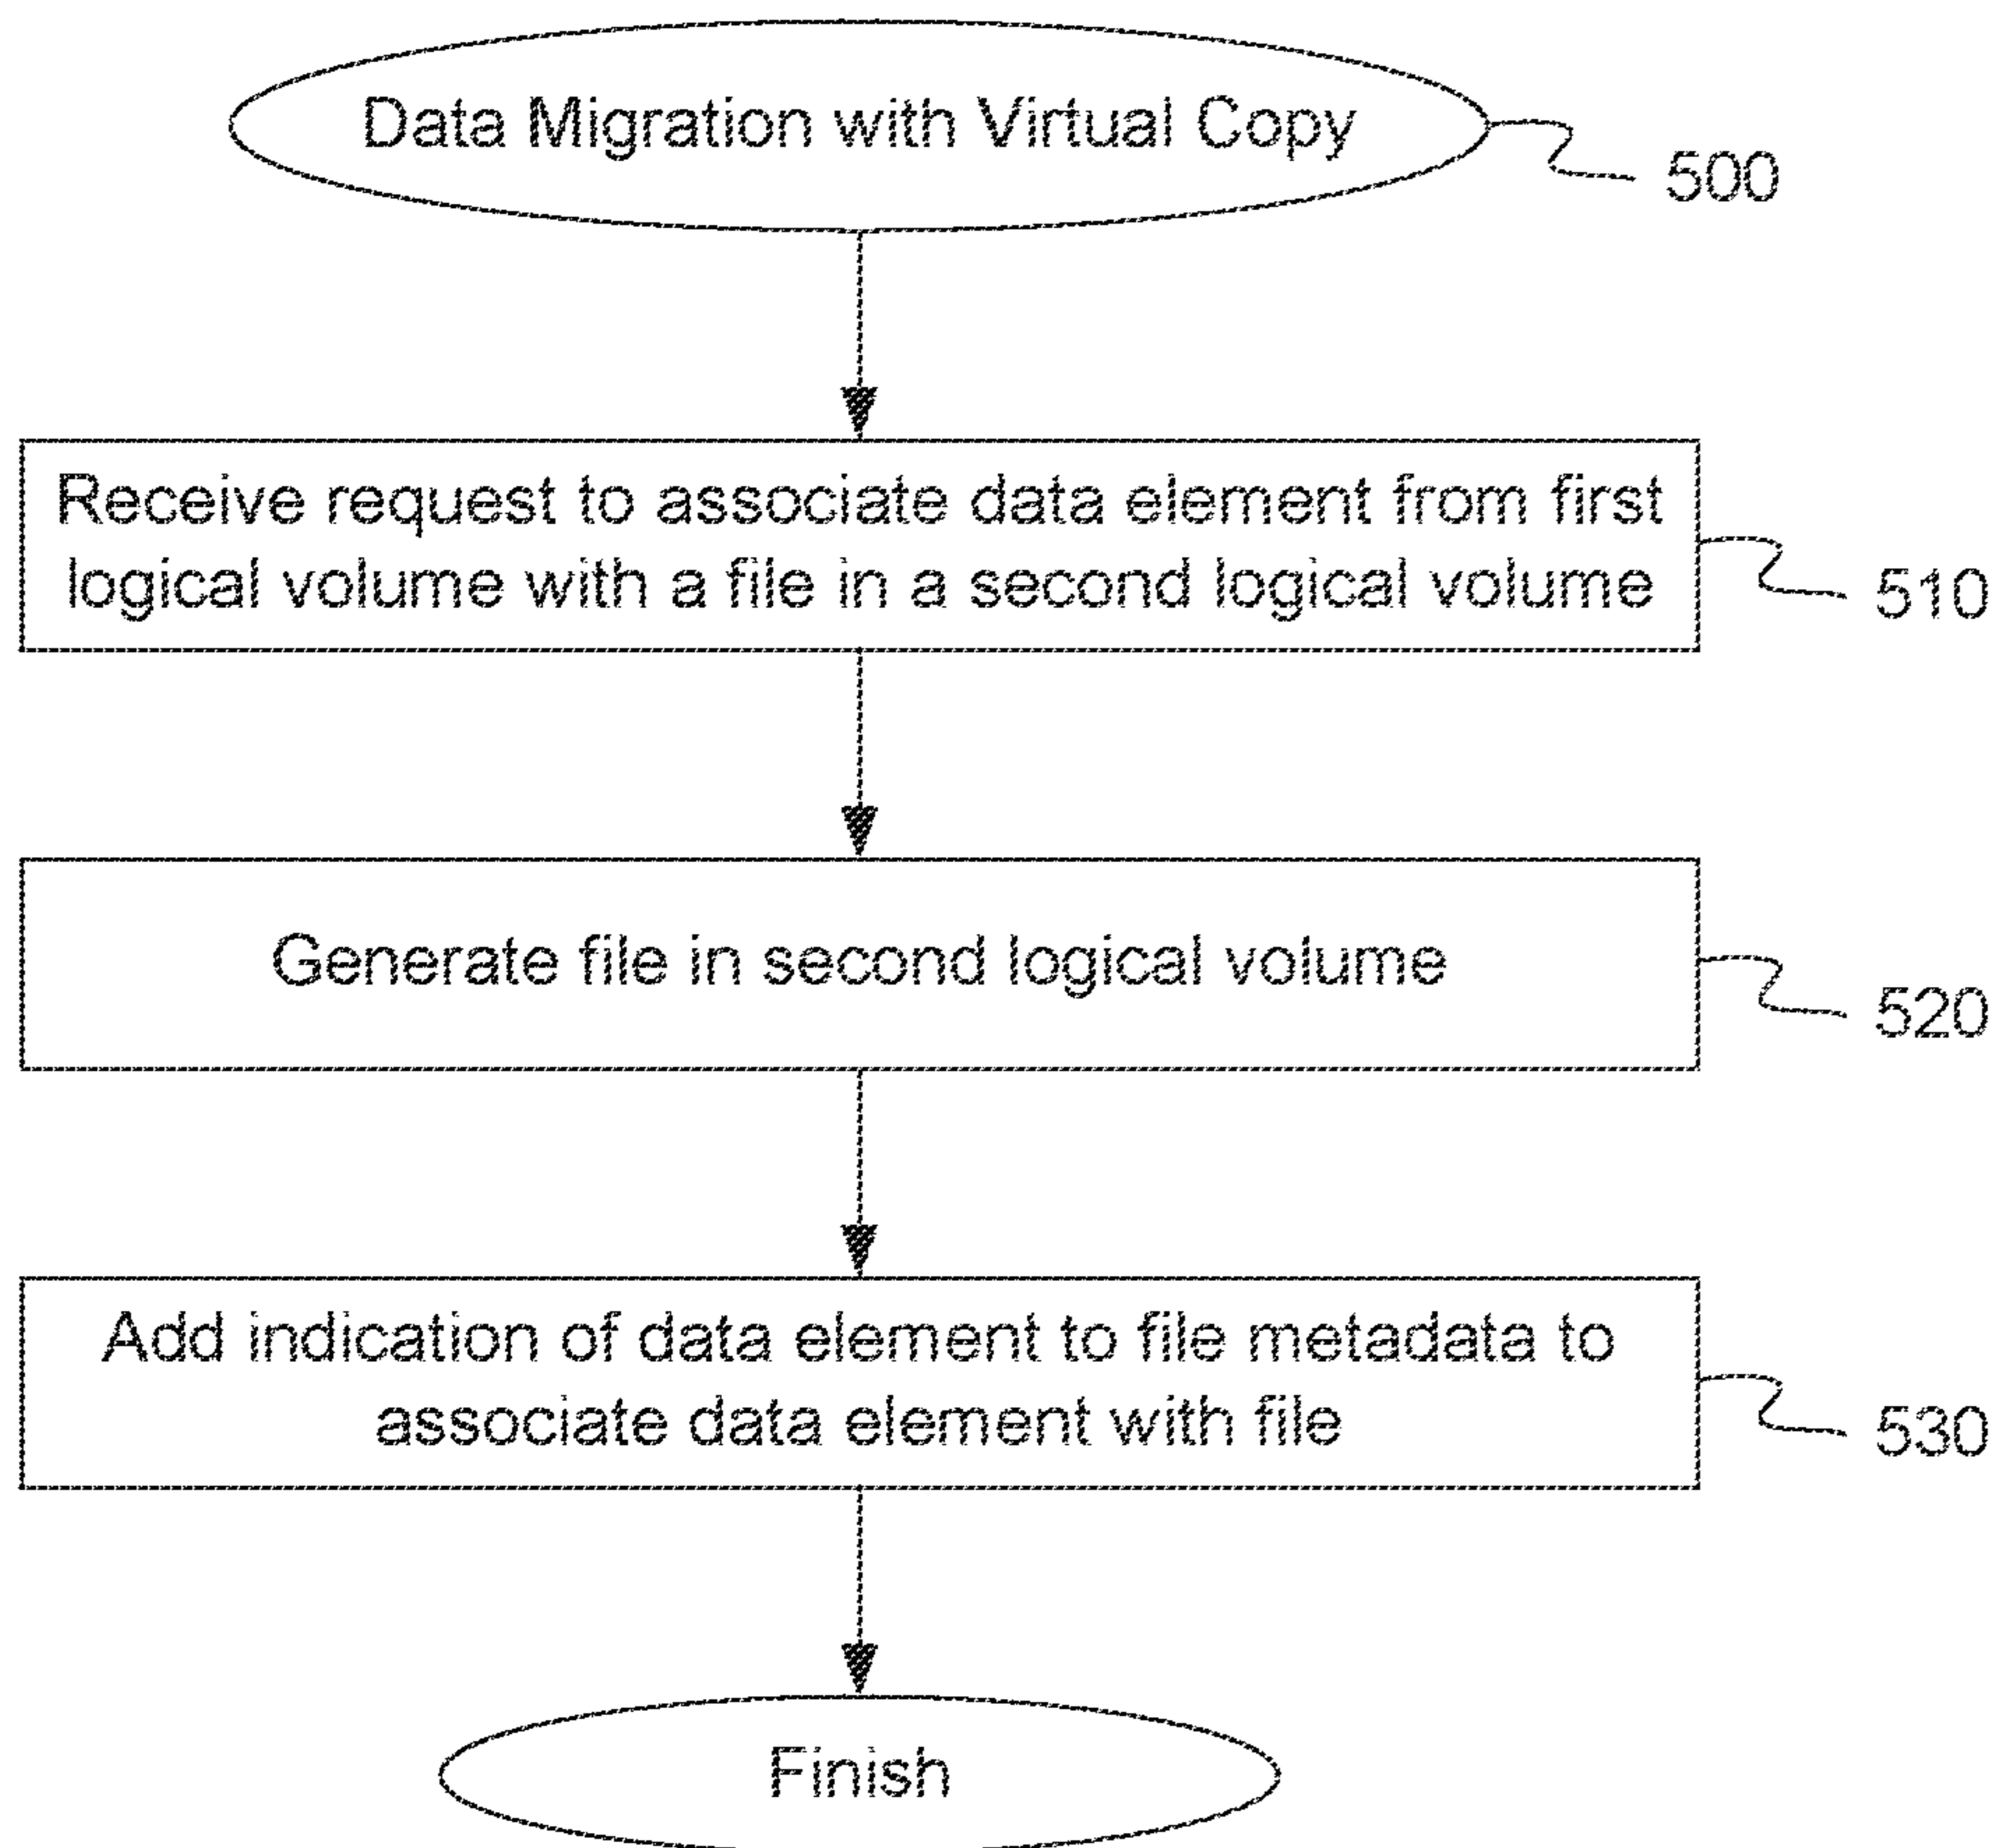 Data Migration with Virtual Copy
500
Receive request to associate data element from first
logical volume with a file in a second logical volume
510
Generate file in second logical volume
520
Add indication of data element to file metadata to
associate data element with file
530
Finish